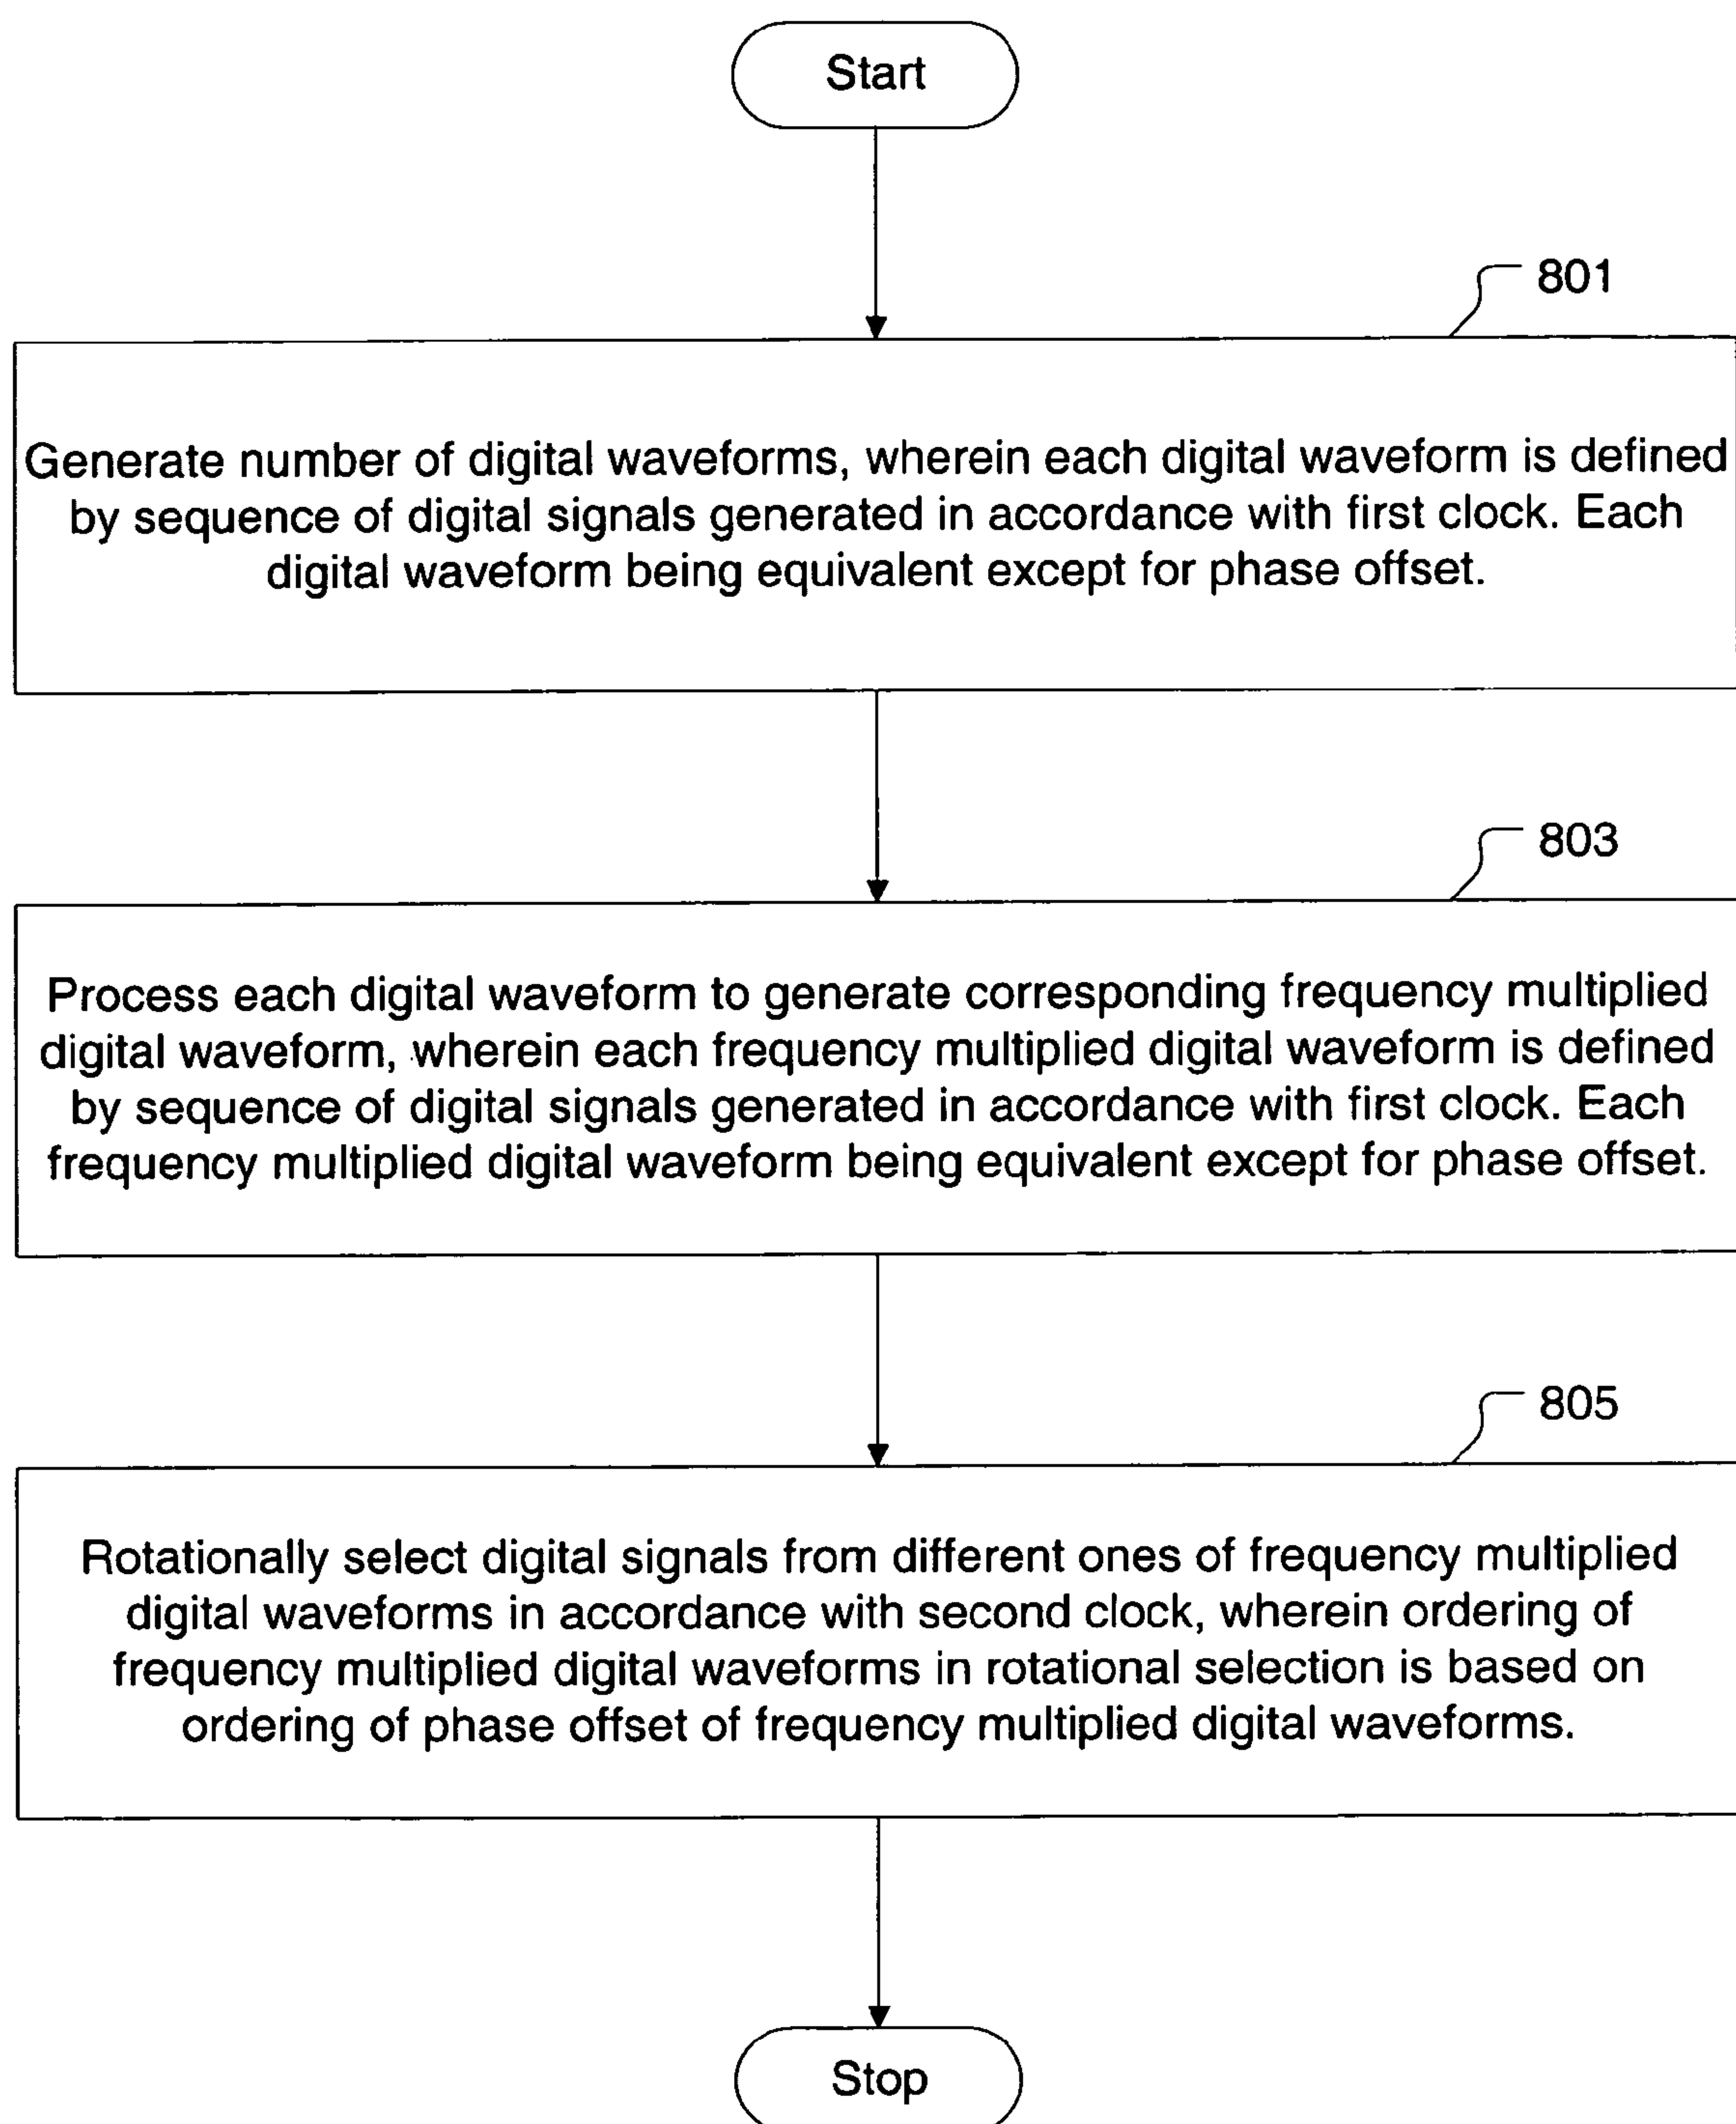 Start
801
Generate number of digital waveforms, wherein each digital waveform is defined
by sequence of digital signals generated in accordance with first clock. Each
digital waveform being equivalent except for phase offset.
803
Process each digital waveform to generate corresponding frequency multiplied
digital waveform, wherein each frequency multiplied digital waveform is defined
by sequence of digital signals generated in accordance with first clock. Each
frequency multiplied digital waveform being equivalent except for phase offset.
805
Rotationally select digital signals from different ones of frequency multiplied
digital waveforms in accordance with second clock, wherein ordering of
frequency multiplied digital waveforms in rotational selection is based on
ordering of phase offset of frequency multiplied digital waveforms.
Stop